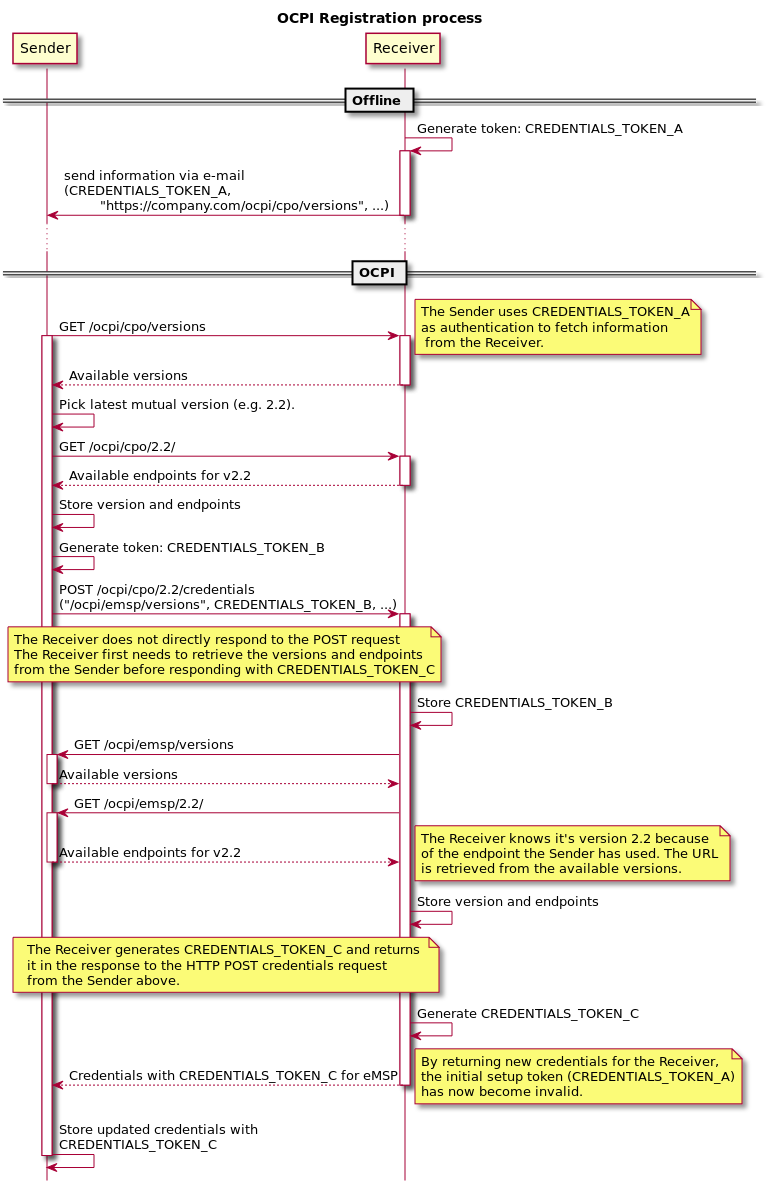 OCPI Registration process
Sender
Receiver
Offline
Generate token: CREDENTIALS_TOKEN_A
send information via e-mail
(CREDENTIALS_TOKEN_A,
"https://company.com/ocpi/cpo/versions", ...)
OCPI
The Sender uses CREDENTIALS_TOKEN_A
as authentication to fetch information
from the Receiver.
GET /ocpi/cpo/versions
Available versions
Pick latest mutual version (e.g. 2.2).
GET /ocpi/cpo/2.2/
Available endpoints for v2.2
Store version and endpoints
Generate token: CREDENTIALS_TOKEN_B
POST /ocpi/cpo/2.2/credentials
("/ocpi/emsp/versions", CREDENTIALS_TOKEN_B, ...)
The Receiver does not directly respond to the POST request
The Receiver first needs to retrieve the versions and endpoints
from the Sender before responding with CREDENTIALS_TOKEN_C
Store CREDENTIALS_TOKEN_B
GET /ocpi/emsp/versions
Available versions
GET /ocpi/emsp/2.2/
The Receiver knows it's version 2.2 because
of the endpoint the Sender has used. The URL
is retrieved from the available versions.
Available endpoints for v2.2
Store version and endpoints
The Receiver generates CREDENTIALS_TOKEN_C and returns
it in the response to the HTTP POST credentials request
from the Sender above.
Generate CREDENTIALS_TOKEN_C
By returning new credentials for the Receiver,
the initial setup token (CREDENTIALS_TOKEN_A)
has now become invalid.
Credentials with CREDENTIALS_TOKEN_C for eMSP
Store updated credentials with
CREDENTIALS_TOKEN_C